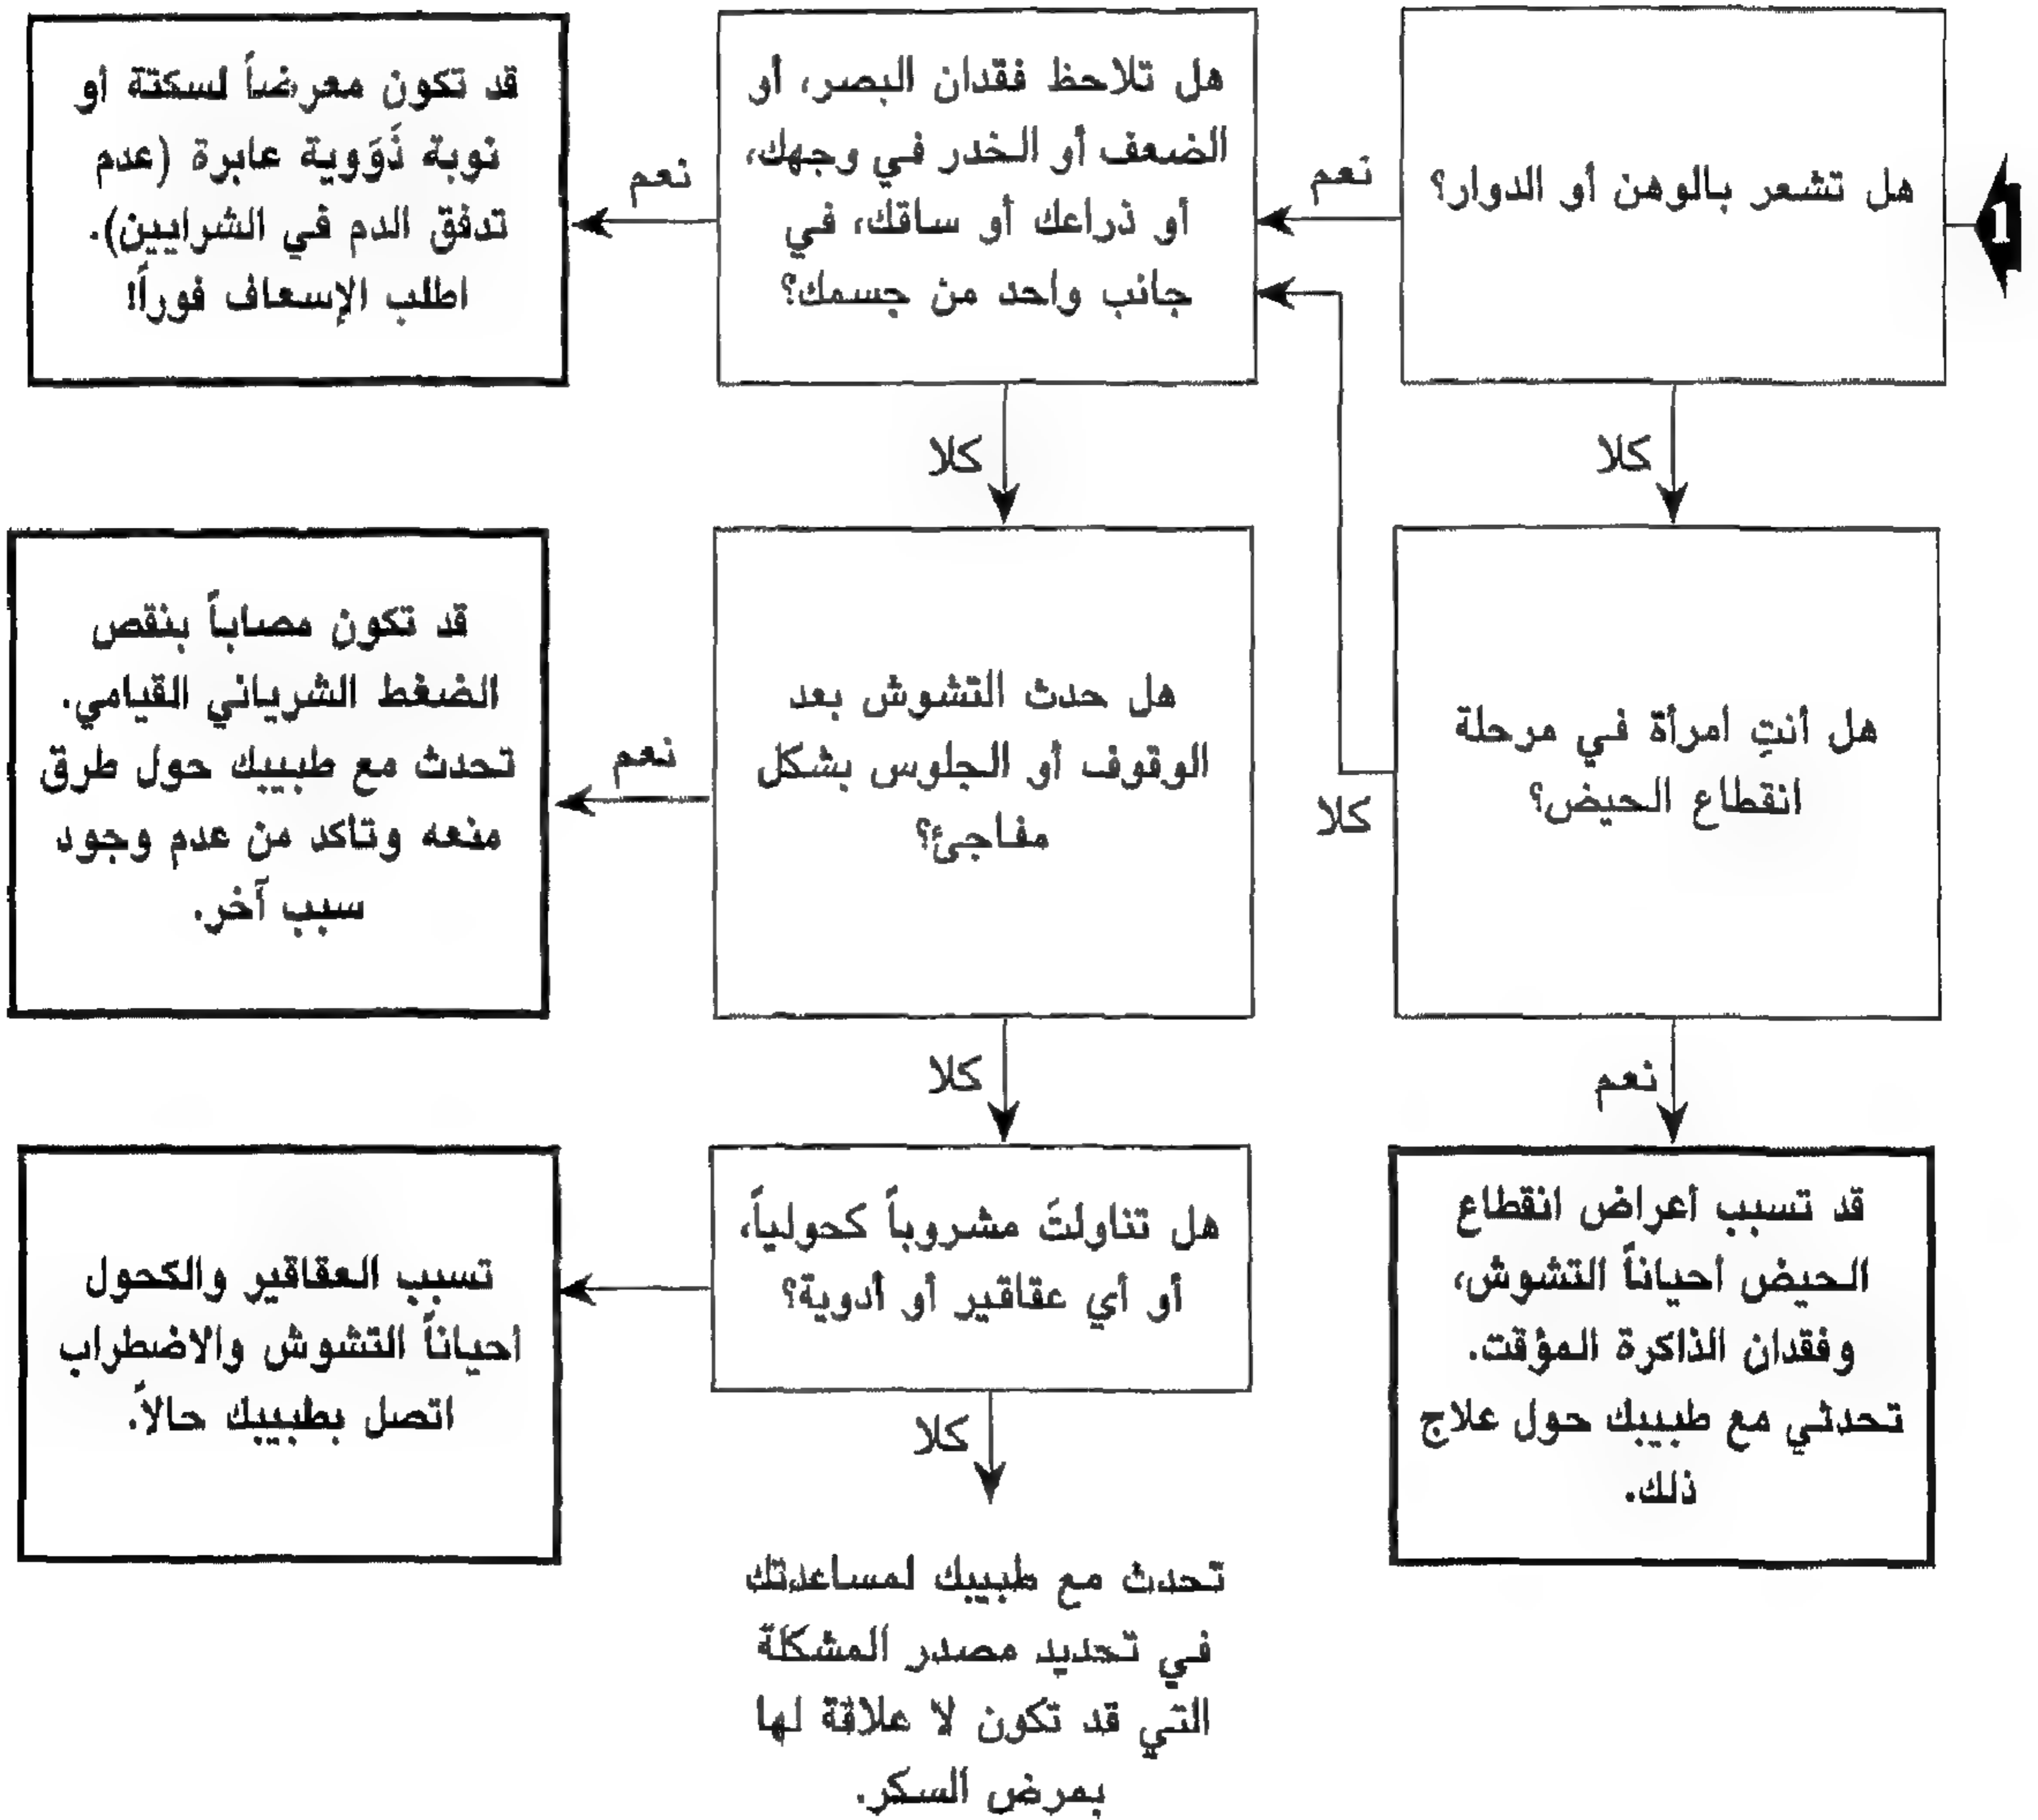 1
هل تشعر بالوهن أو الدوار؟
نعم
هل تلاحظ فقدان البصر، أو
الضعف أو الخدر في وجهك،
أو ذراعك أو ساقك، في
جانب واحد من جسمك؟
نعم
قد تكون معرضاً لسكتة أو
نوبة ذَوَوية عابرة (عدم
تدفق الدم في الشرايين).
اطلب الإسعاف فوراً!
كلا
كلا
هل أنتِ امرأة في مرحلة
انقطاع الحيض؟
كلا
هل حدث التشوش بعد
الوقوف أو الجلوس بشكل
مفاجئ؟
نعم
قد تكون مصاباً بنقص
الضغط الشرياني القيامي.
تحدث مع طبيبك حول طرق
منعه وتأكد من عدم وجود
سبب آخر.
نعم
كلا
قد تسبب أعراض انقطاع
الحيض احياناً التشوش،
وفقدان الذاكرة المؤقت.
تحدثي مع طبيبك حول علاج
ذلك.
هل تناولتَ مشروباً كحولياً،
أو أي عقاقير أو أدوية؟
تسبب العقاقير والكحول
احياناً التشوش والاضطراب
اتصل بطبيبك حالاً.
كلا
تحدث مع طبيبك لمساعدتك
في تحديد مصدر المشكلة
التي قد تكون لا علاقة لها
بمرض السكر.